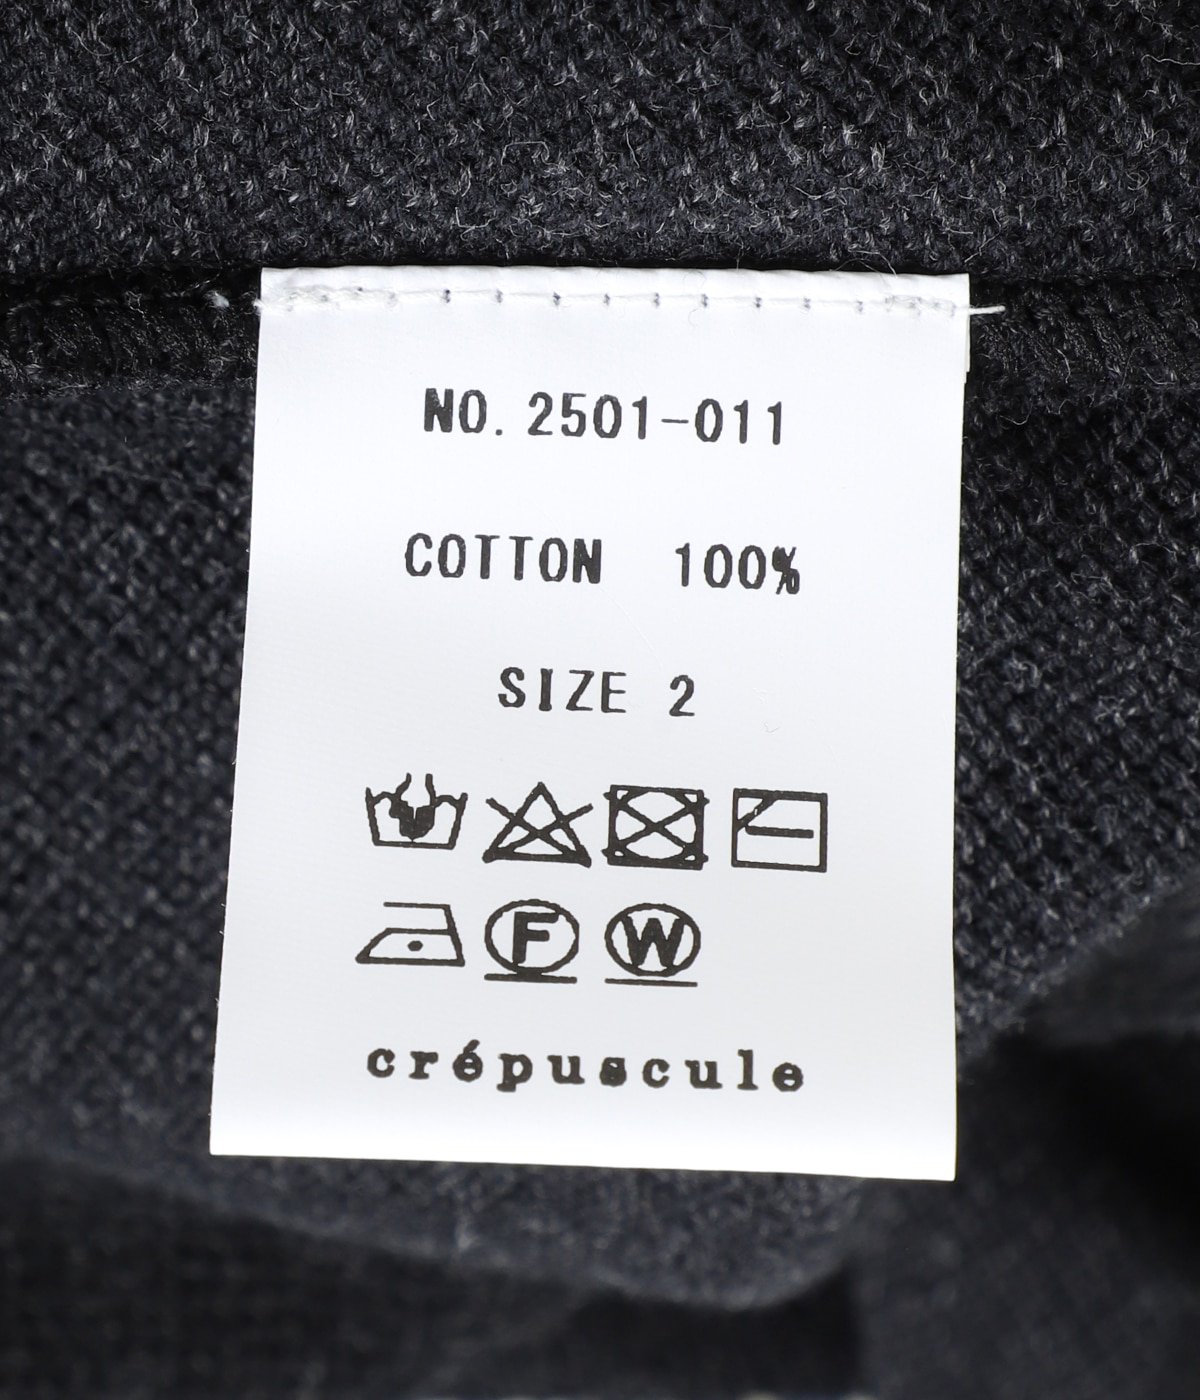 NO. 2501-011
COTTON 100%
SIZE 2
F W
crépuscule